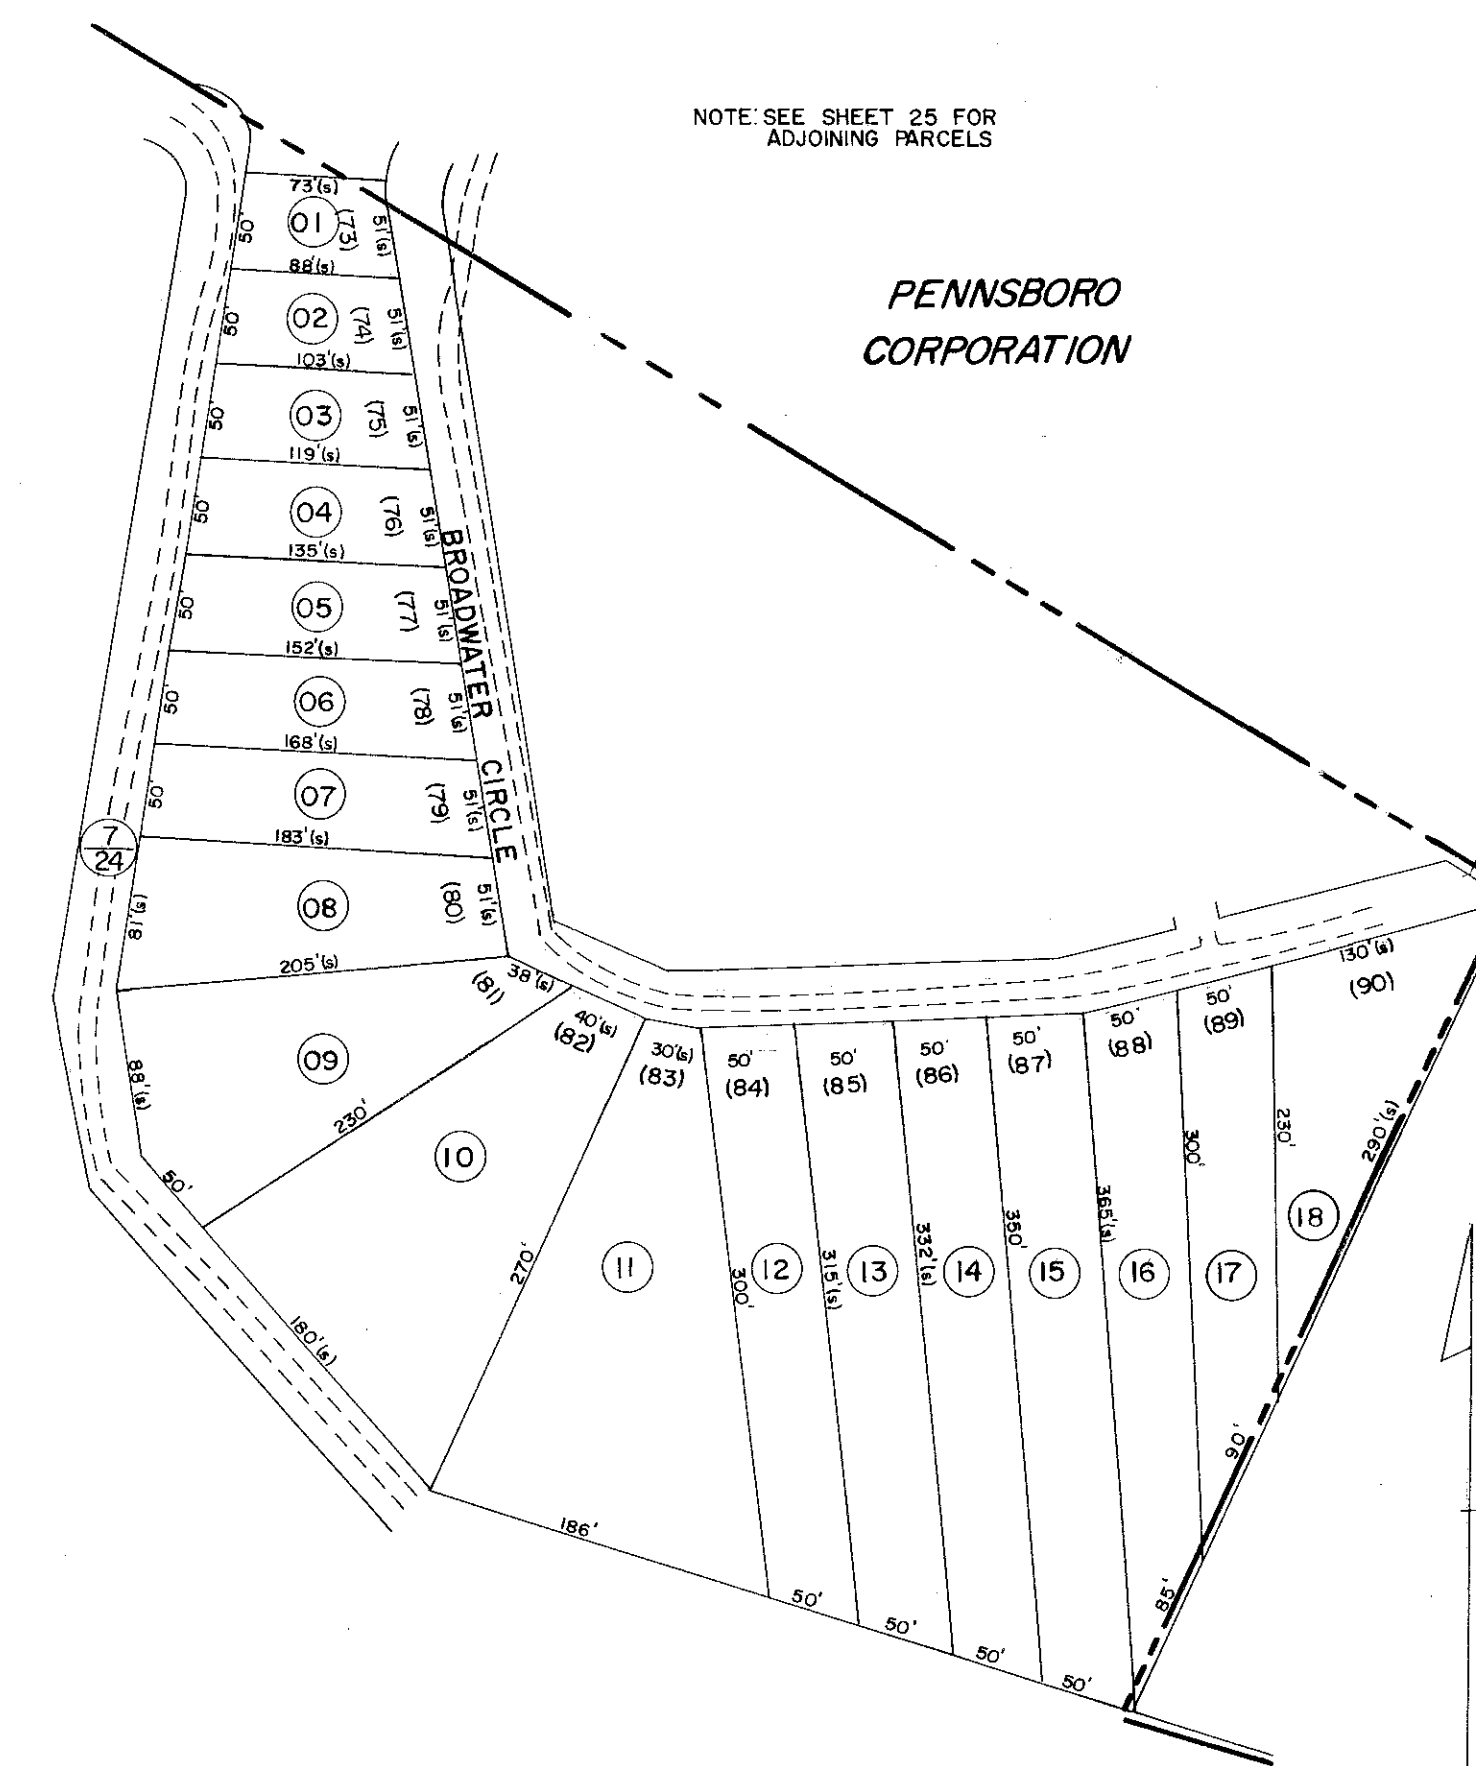 NOTE: SEE SHEET 25 FOR
ADJOINING PARCELS
PENNSBORO
CORPORATION
73'(s)
50'
01
(73)
51'(s)
88'(s)
50'
02
(74)
51'(s)
103'(s)
50'
03
(75)
51'(s)
119'(s)
50'
04
(76)
51'(s)
135'(s)
50'
05
(77)
51'(s)
152'(s)
50'
06
(78)
51'(s)
168'(s)
50'
07
(79)
51'(s)
183'(s)
BROADWATER CIRCLE
7
24
81'(s)
08
(80)
51'(s)
205'(s)
38'(s)
(81)
09
88'(s)
50'
230'
40'(s)
(82)
10
180'(s)
270'
30'(s)
(83)
11
186'
50'
(84)
300'
12
50'
50'
(85)
315'(s)
13
50'
50'
(86)
332'(s)
14
50'
50'
(87)
350'
15
50'
50'
(88)
365'(s)
16
85'
50'
(89)
300'
17
90'
130'(s)
(90)
230'
18
290'(s)